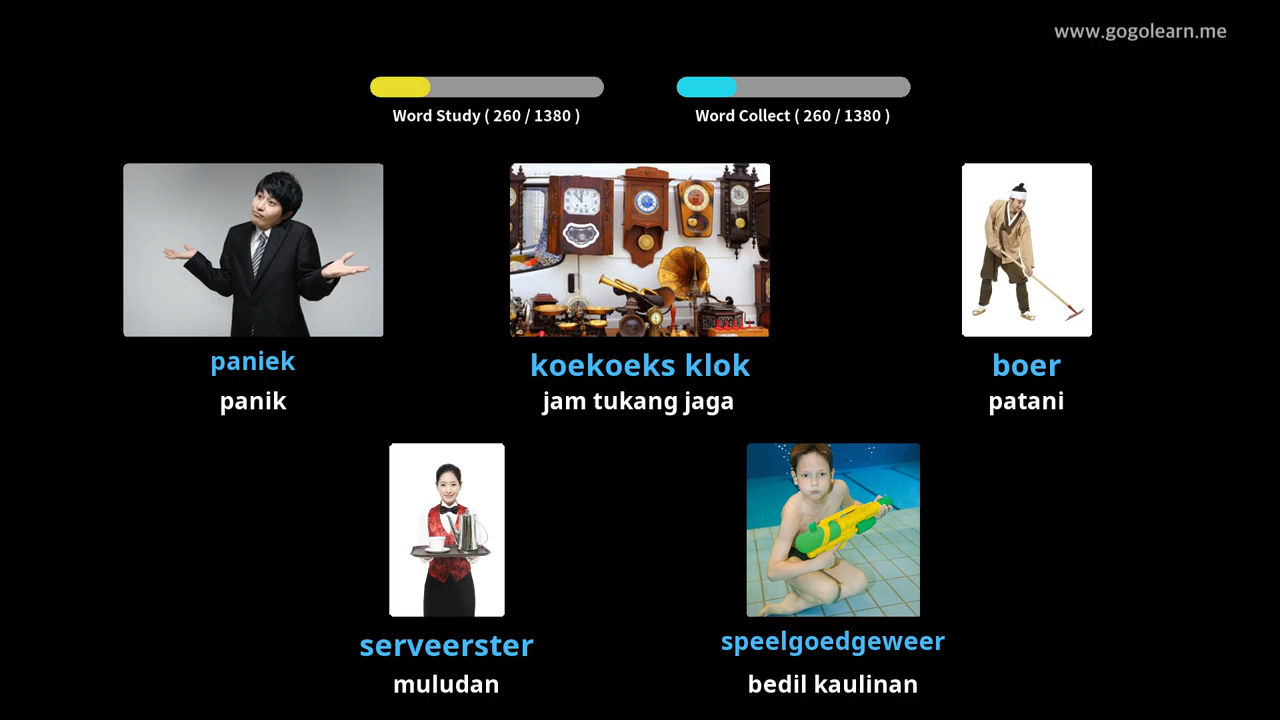 www.gogolearn.me
Word Study ( 260 / 1380 )
Word Collect ( 260 / 1380 )
paniek
panik
koekoeks klok
jam tukang jaga
boer
patani
serveerster
muludan
speelgoedgeweer
bedil kaulinan